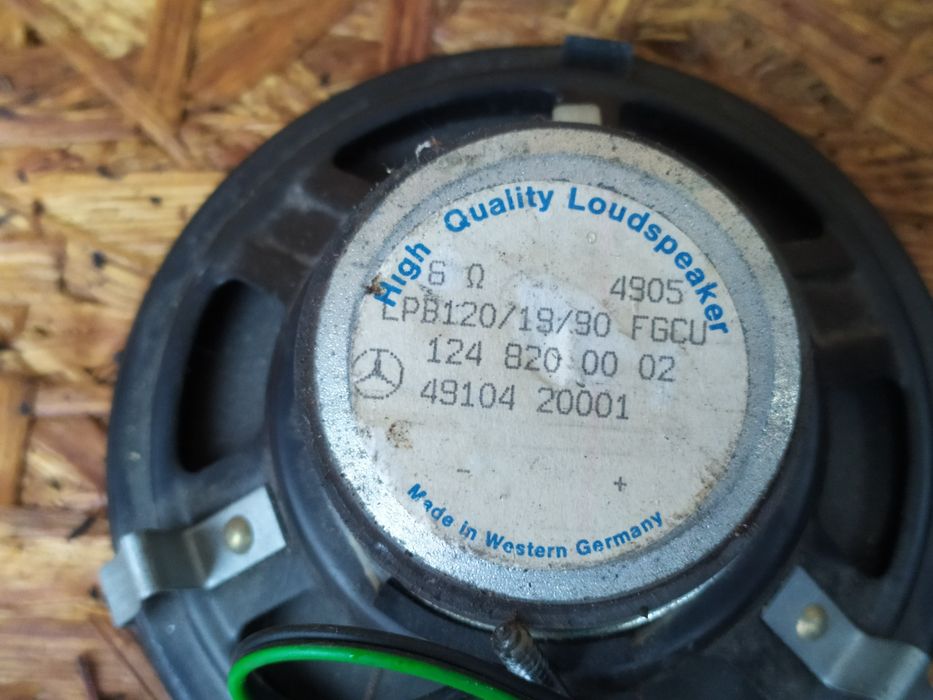 High Quality Loudspeaker
6 Ω 4905
LPB120/19/90 FGCU
124 820 00 02
49104 20001
- +
Made in Western Germany